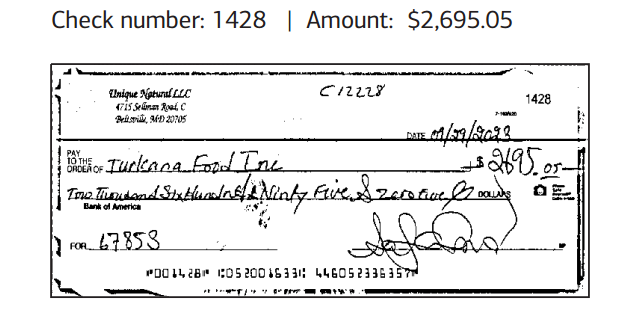 Check number: 1428 | Amount: $2,695.05
Unique Natural LLC C12228 1428
4715 Sellman Road, C
Beltsville, MD 20705
DATE 09/29/2023
PAY
TO THE
ORDER OF Turkana Food Inc $ 2695.05
Two Thousand Six Hundred & Ninty Five & zero five DOLLARS
Bank of America
FOR 67853
⑈001428⑈ ⑆052001633⑆ 446052336357⑈